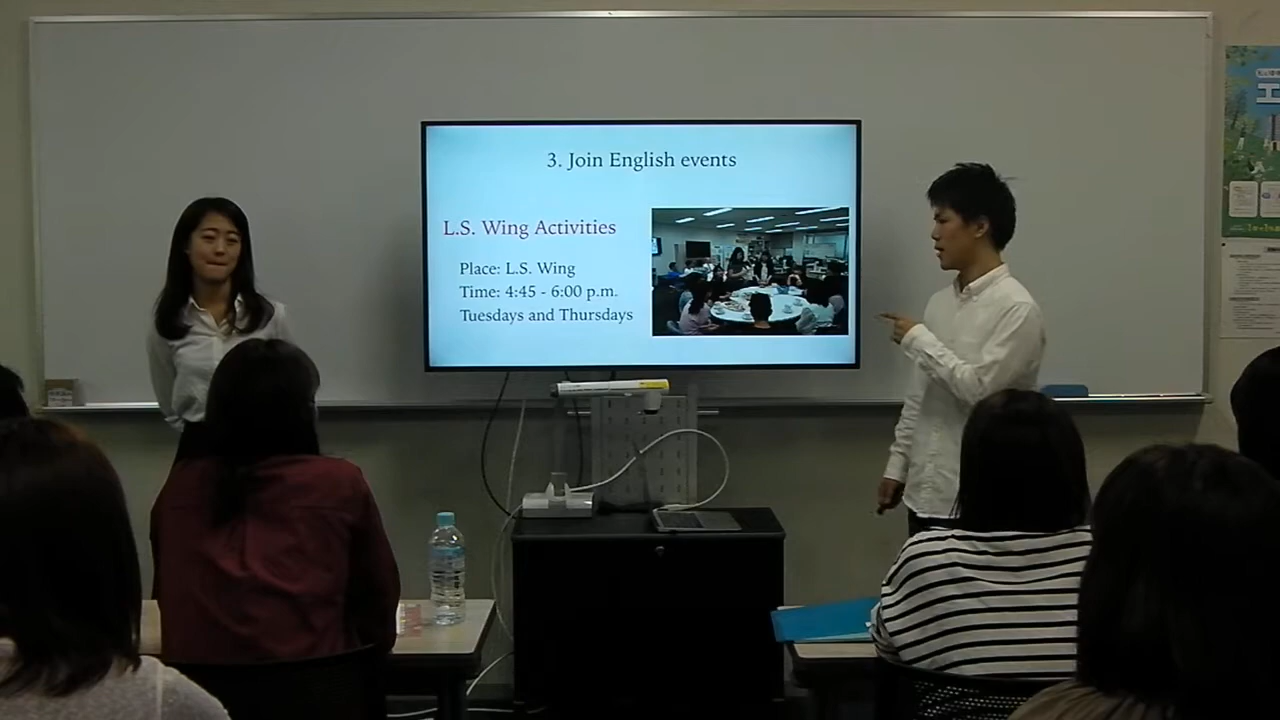 3. Join English events
L.S. Wing Activities
Place: L.S. Wing
Time: 4:45 - 6:00 p.m.
Tuesdays and Thursdays